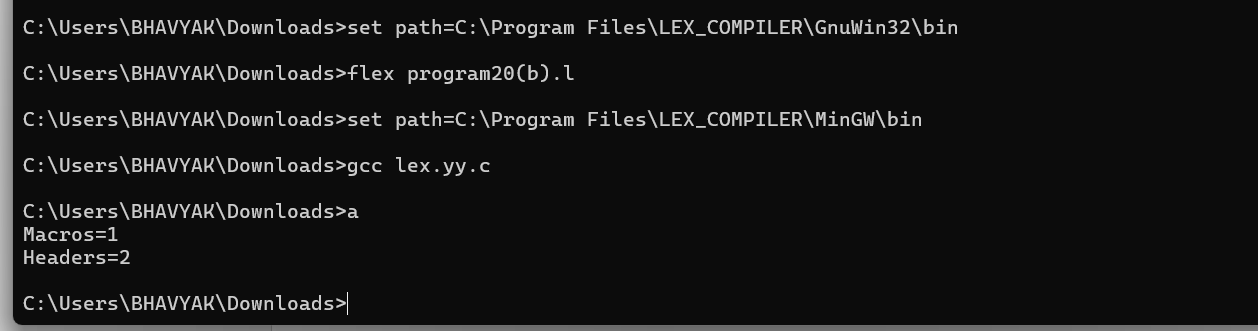 C:\Users\BHAVYAK\Downloads>set path=C:\Program Files\LEX_COMPILER\GnuWin32\bin
C:\Users\BHAVYAK\Downloads>flex program20(b).l
C:\Users\BHAVYAK\Downloads>set path=C:\Program Files\LEX_COMPILER\MinGW\bin
C:\Users\BHAVYAK\Downloads>gcc lex.yy.c
C:\Users\BHAVYAK\Downloads>a
Macros=1
Headers=2
C:\Users\BHAVYAK\Downloads>